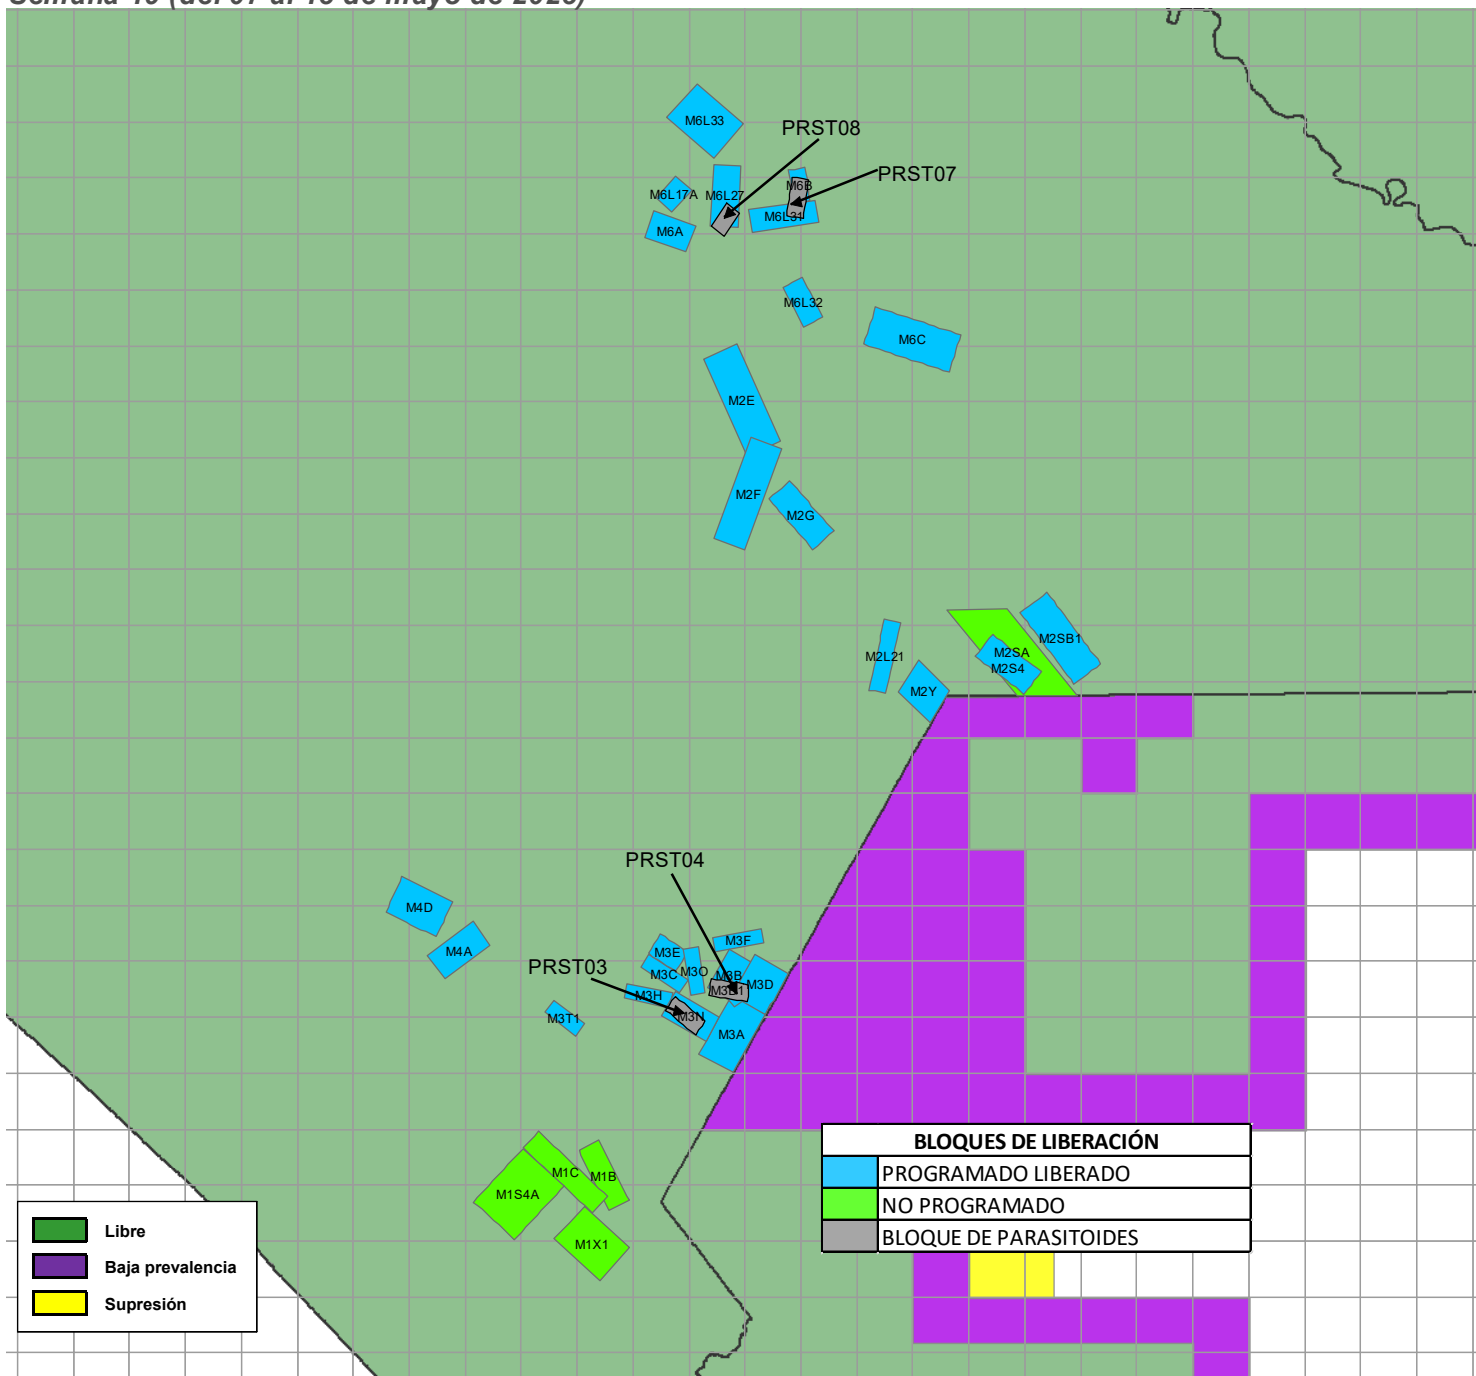 M6L33
PRST08
PRST07
M6L17A
M6L27
M6B
M6L31
M6A
M6L32
M6C
M2E
M2F
M2G
M2SB1
M2SA
M2S4
M2L21
M2Y
PRST04
M4D
M4A
M3F
M3E
M3O
M3C
M3B
M3D
PRST03
M3H
M3N
M3T1
M3A
M1C
M1B
M1S4A
M1X1
BLOQUES DE LIBERACIÓN
PROGRAMADO LIBERADO
NO PROGRAMADO
BLOQUE DE PARASITOIDES
Libre
Baja prevalencia
Supresión